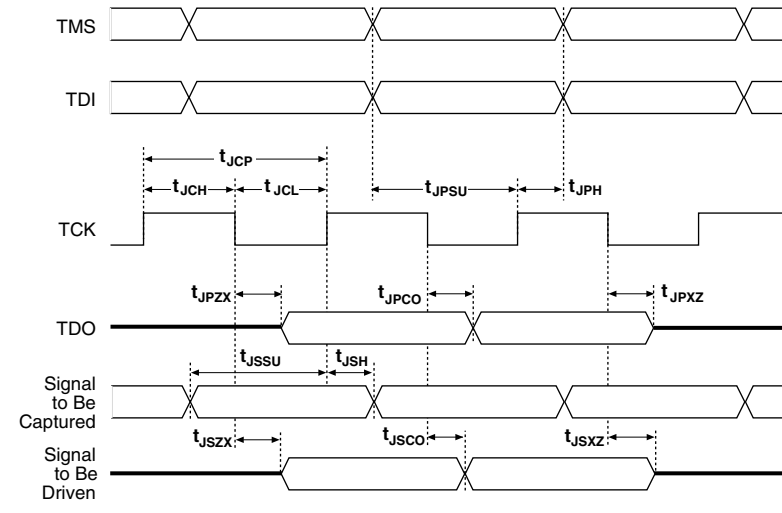 TMS
TDI
tJCP
tJCH
tJCL
tJPSU
tJPH
TCK
tJPZX
tJPCO
tJPXZ
TDO
tJSSU
tJSH
Signal
to Be
Captured
tJSZX
tJSCO
tJSXZ
Signal
to Be
Driven